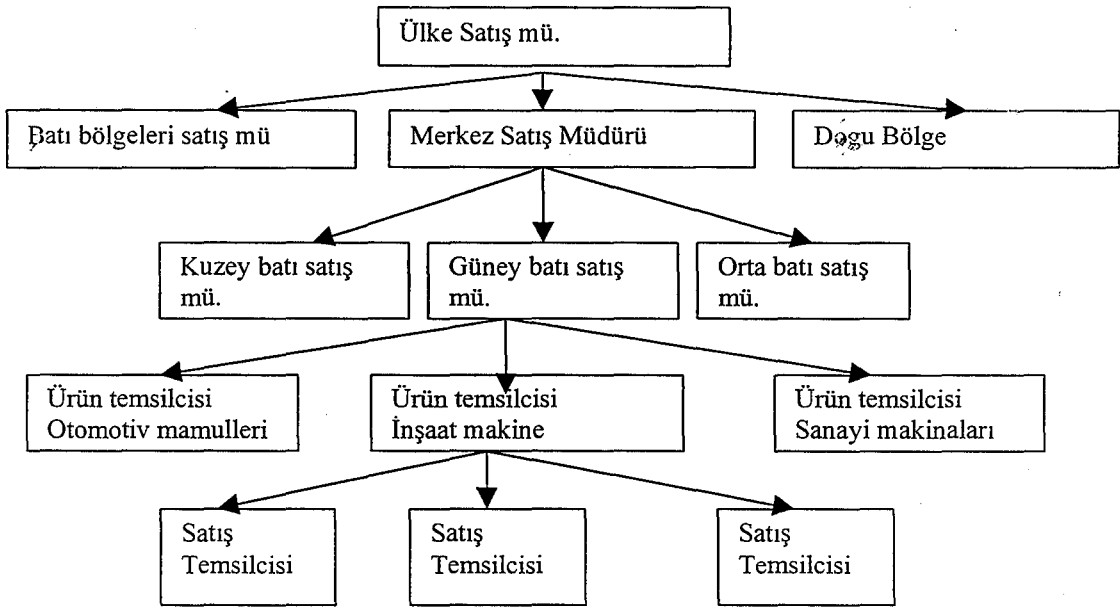 Ülke Satış mü.
Batı bölgeleri satış mü
Merkez Satış Müdürü
Dogu Bölge
Kuzey batı satış
mü.
Güney batı satış
mü.
Orta batı satış
mü.
Ürün temsilcisi
Otomotiv mamulleri
Ürün temsilcisi
İnşaat makine
Ürün temsilcisi
Sanayi makinaları
Satış
Temsilcisi
Satış
Temsilcisi
Satış
Temsilcisi